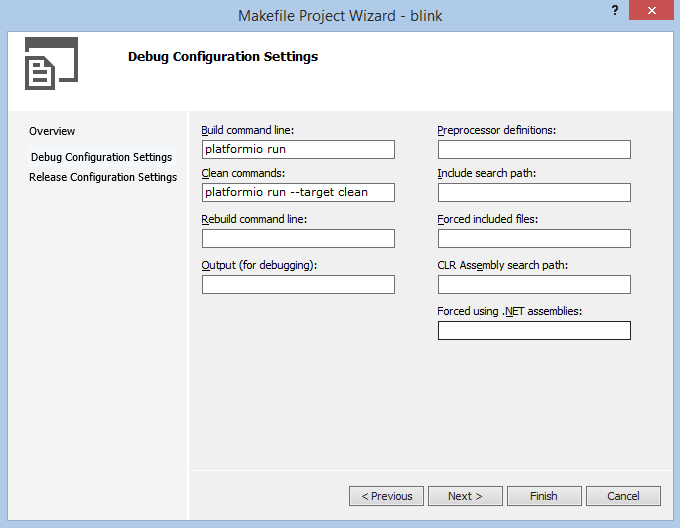 Makefile Project Wizard - blink
?
Debug Configuration Settings
Overview
Debug Configuration Settings
Release Configuration Settings
Build command line:
platformio run
Clean commands:
platformio run --target clean
Rebuild command line:
Output (for debugging):
Preprocessor definitions:
Include search path:
Forced included files:
CLR Assembly search path:
Forced using .NET assemblies:
< Previous
Next >
Finish
Cancel